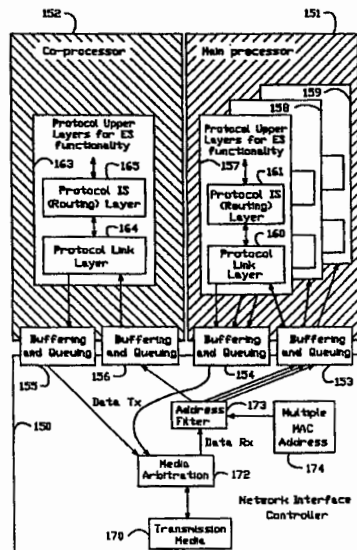 152
151
Co-processor
Main processor
159
158
Protocol Upper
Layers for ES
functionality
163
165
Protocol IS
(Routing) Layer
164
Protocol Link
Layer
Protocol Upper
Layers for ES
functionality
157
161
Protocol IS
(Routing)
Layer
160
Protocol
Link Layer
Buffering
and Queuing
Buffering
and Queuing
Buffering
and Queuing
Buffering
and Queuing
155
156
154
153
150
Data Tx
Address
Filter
173
Data Rx
Multiple
MAC
Address
174
Media
Arbitration
172
Network Interface
Controller
170
Transmission
Media